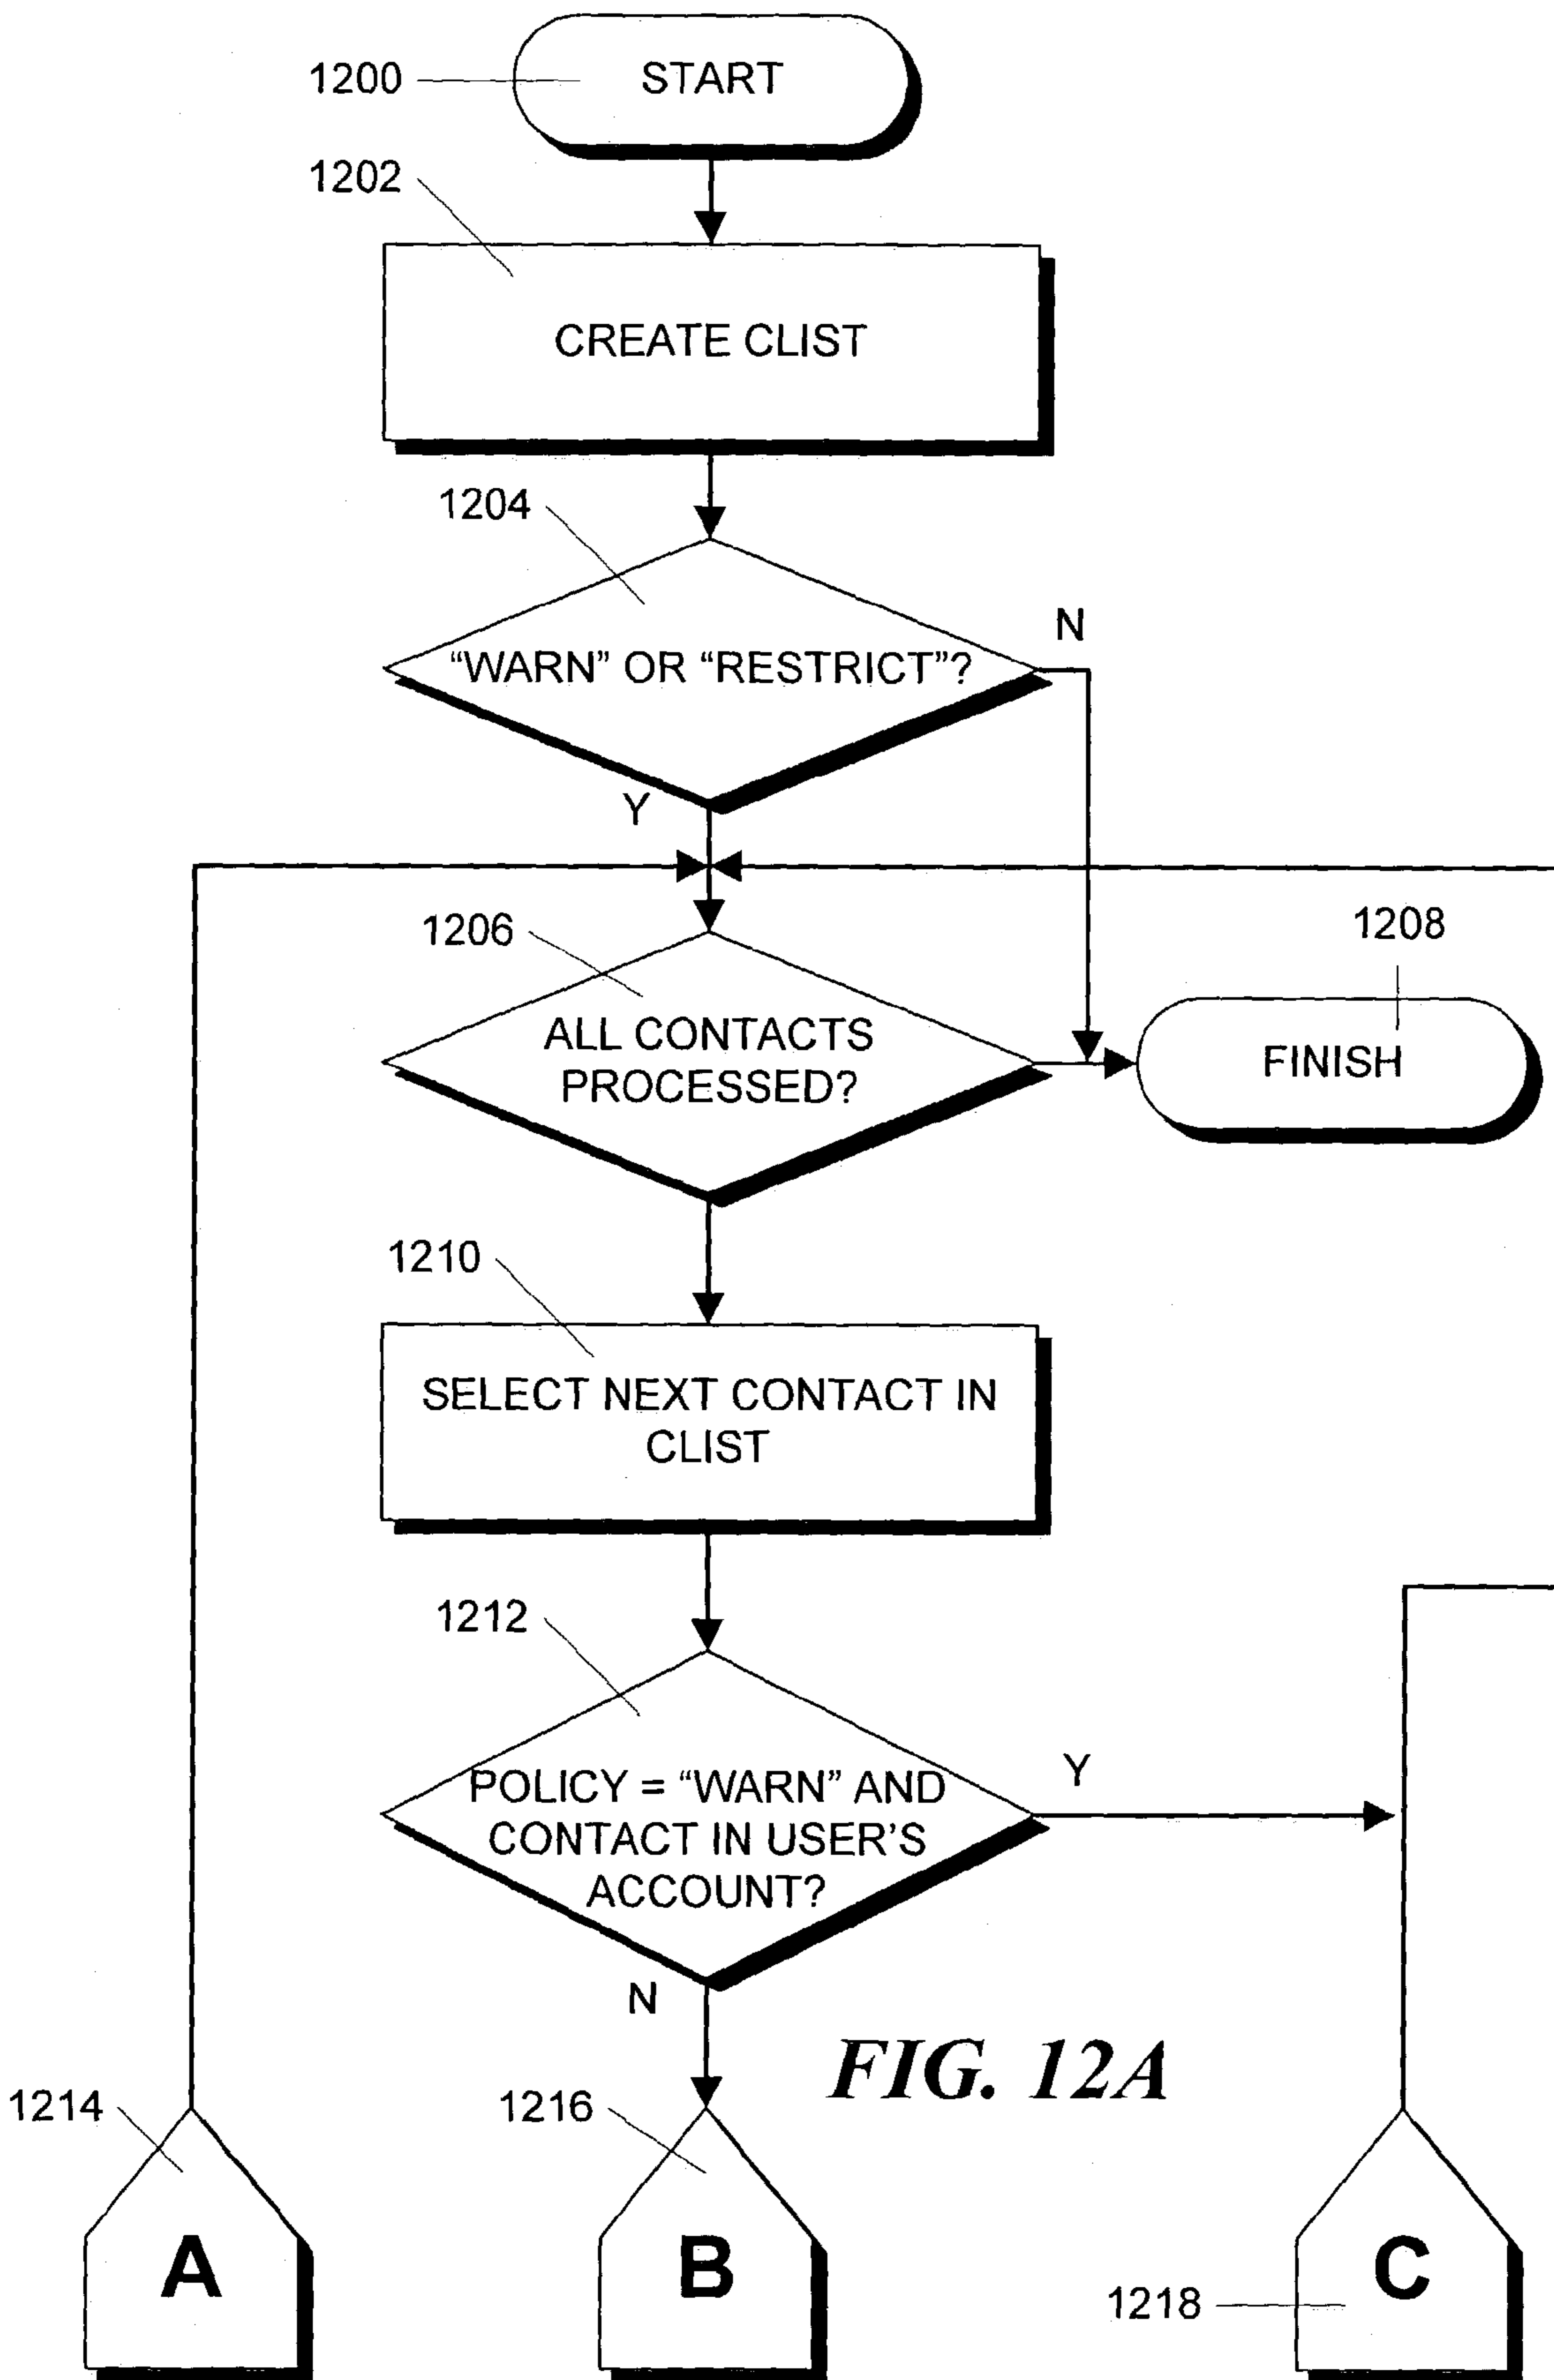 1200
START
1202
CREATE CLIST
1204
N
“WARN” OR “RESTRICT”?
Y
1206
1208
ALL CONTACTS
PROCESSED?
FINISH
1210
SELECT NEXT CONTACT IN
CLIST
1212
Y
POLICY = “WARN” AND
CONTACT IN USER’S
ACCOUNT?
N
FIG. 12A
1214
1216
A
B
C
1218